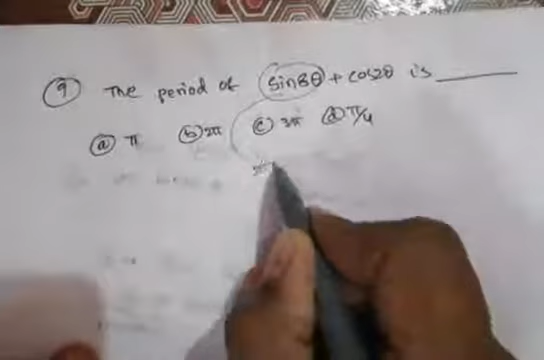 9 The period of sin8θ + cos2θ is ______
a π b 2π c 3π d π/4